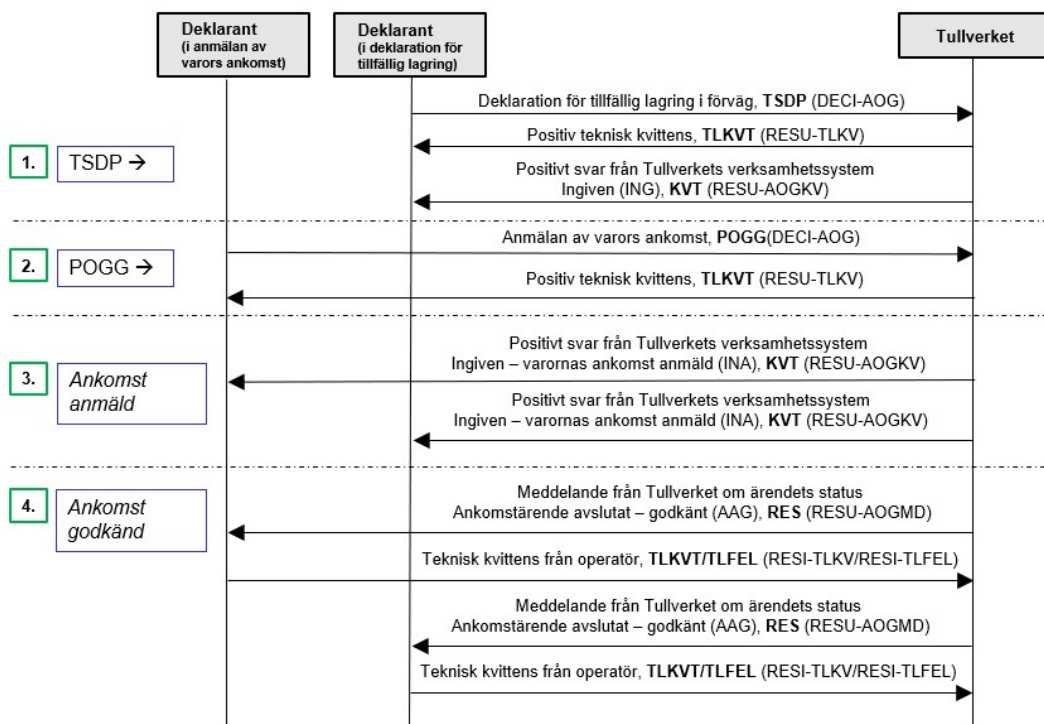 Deklarant
(i anmälan av
varors ankomst)
Deklarant
(i deklaration för
tillfällig lagring)
Tullverket
Deklaration för tillfällig lagring i förväg, TSDP (DECI-AOG)
Positiv teknisk kvittens, TLKVT (RESU-TLKV)
1.
TSDP →
Positivt svar från Tullverkets verksamhetssystem
Ingiven (ING), KVT (RESU-AOGKV)
Anmälan av varors ankomst, POGG(DECI-AOG)
2.
POGG →
Positiv teknisk kvittens, TLKVT (RESU-TLKV)
Positivt svar från Tullverkets verksamhetssystem
Ingiven – varornas ankomst anmäld (INA), KVT (RESU-AOGKV)
3.
Ankomst
anmäld
Positivt svar från Tullverkets verksamhetssystem
Ingiven – varornas ankomst anmäld (INA), KVT (RESU-AOGKV)
4.
Ankomst
godkänd
Meddelande från Tullverket om ärendets status
Ankomstärende avslutat – godkänt (AAG), RES (RESU-AOGMD)
Teknisk kvittens från operatör, TLKVT/TLFEL (RESI-TLKV/RESI-TLFEL)
Meddelande från Tullverket om ärendets status
Ankomstärende avslutat – godkänt (AAG), RES (RESU-AOGMD)
Teknisk kvittens från operatör, TLKVT/TLFEL (RESI-TLKV/RESI-TLFEL)